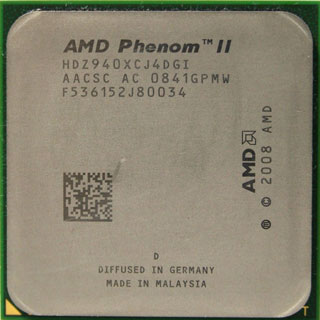 AMD Phenom™ II
HDZ940XCJ4DGI
AACSC AC 0841GPMW
F536152J80034
AMD
© 2008 AMD
D
DIFFUSED IN GERMANY
MADE IN MALAYSIA
T